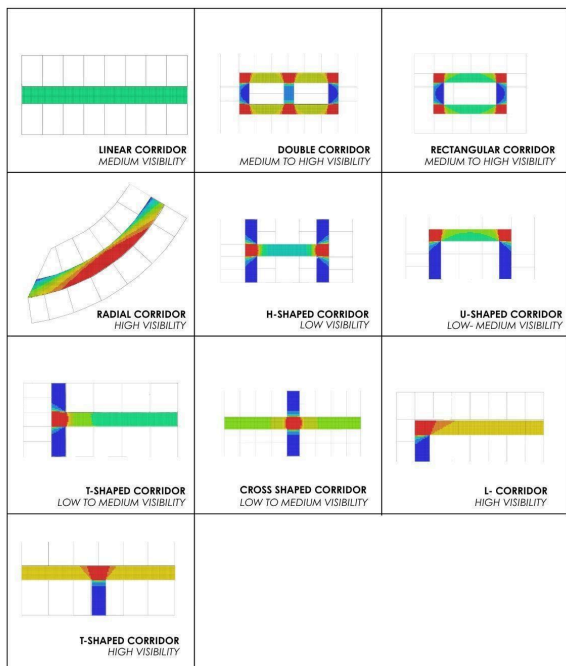 LINEAR CORRIDOR
MEDIUM VISIBILITY
DOUBLE CORRIDOR
MEDIUM TO HIGH VISIBILITY
RECTANGULAR CORRIDOR
MEDIUM TO HIGH VISIBILITY
RADIAL CORRIDOR
HIGH VISIBILITY
H-SHAPED CORRIDOR
LOW VISIBILITY
U-SHAPED CORRIDOR
LOW- MEDIUM VISIBILITY
T-SHAPED CORRIDOR
LOW TO MEDIUM VISIBILITY
CROSS SHAPED CORRIDOR
LOW TO MEDIUM VISIBILITY
L- CORRIDOR
HIGH VISIBILITY
T-SHAPED CORRIDOR
HIGH VISIBILITY